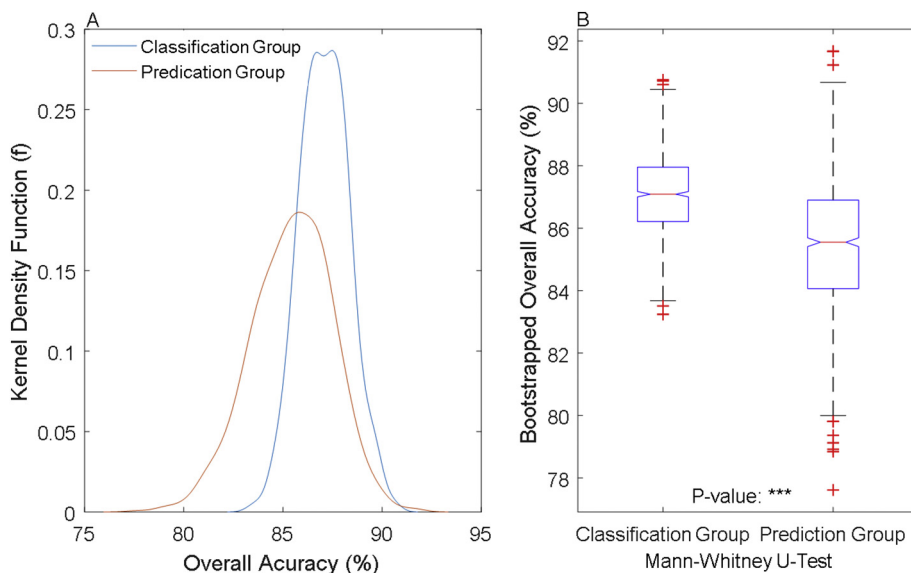 A
Classification Group
Predication Group
0.3
0.25
0.2
0.15
0.1
0.05
0
75
80
85
90
95
Kernel Density Function (f)
Overall Acuracy (%)
B
92
90
88
86
84
82
80
78
Bootstrapped Overall Accuracy (%)
P-value: ***
Classification Group Prediction Group
Mann-Whitney U-Test